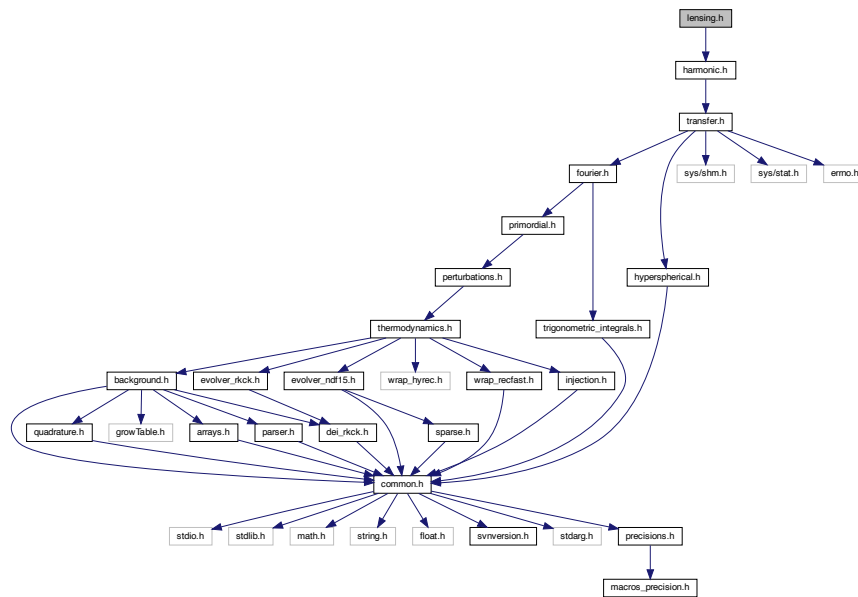 lensing.h
harmonic.h
transfer.h
fourier.h
sys/shm.h
sys/stat.h
errno.h
primordial.h
perturbations.h
hyperspherical.h
thermodynamics.h
trigonometric_integrals.h
background.h
evolver_rkck.h
evolver_ndf15.h
wrap_hyrec.h
wrap_recfast.h
injection.h
quadrature.h
growTable.h
arrays.h
parser.h
dei_rkck.h
sparse.h
common.h
stdio.h
stdlib.h
math.h
string.h
float.h
svnversion.h
stdarg.h
precisions.h
macros_precision.h